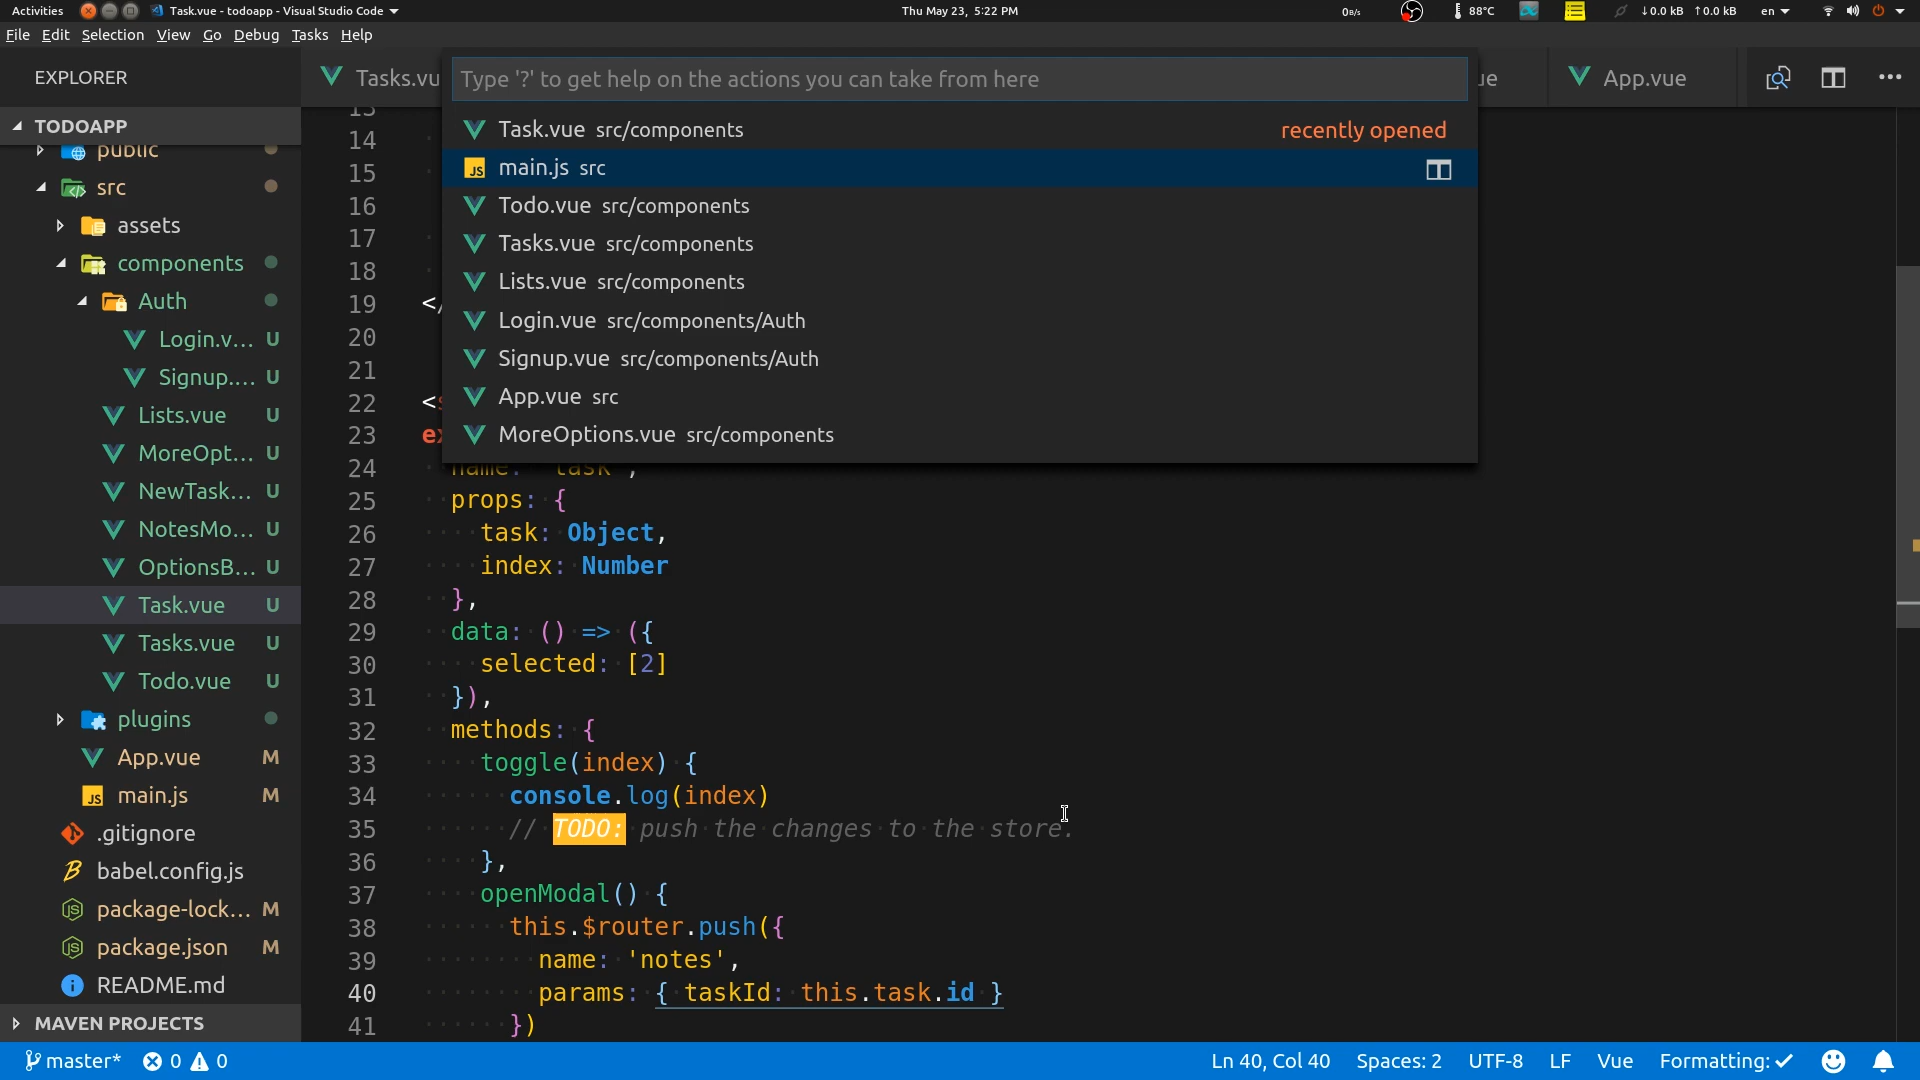 Activities Task.vue - todoapp - Visual Studio Code Thu May 23, 5:22 PM 0B/s 88°C ↓0.0 kB ↑0.0 kB en
File Edit Selection View Go Debug Tasks Help
EXPLORER
TODOAPP
public
src
assets
components
Auth
Login.v... U
Signup.... U
Lists.vue U
MoreOpt... U
NewTask... U
NotesMo... U
OptionsB... U
Task.vue U
Tasks.vue U
Todo.vue U
plugins
App.vue M
main.js M
.gitignore
babel.config.js
package-lock... M
package.json M
README.md
MAVEN PROJECTS
Tasks.vu
ue
App.vue
Type '?' to get help on the actions you can take from here
Task.vue src/components recently opened
main.js src
Todo.vue src/components
Tasks.vue src/components
Lists.vue src/components
Login.vue src/components/Auth
Signup.vue src/components/Auth
App.vue src
MoreOptions.vue src/components
13
14
15
16
17
18
19 </
20
21
22 <s
23 ex
24 name: 'task',
25 props: {
26 task: Object,
27 index: Number
28 },
29 data: () => ({
30 selected: [2]
31 }),
32 methods: {
33 toggle(index) {
34 console.log(index)
35 // TODO: push the changes to the store.
36 },
37 openModal() {
38 this.$router.push({
39 name: 'notes',
40 params: { taskId: this.task.id }
41 })
master* 0 0 Ln 40, Col 40 Spaces: 2 UTF-8 LF Vue Formatting: ✓